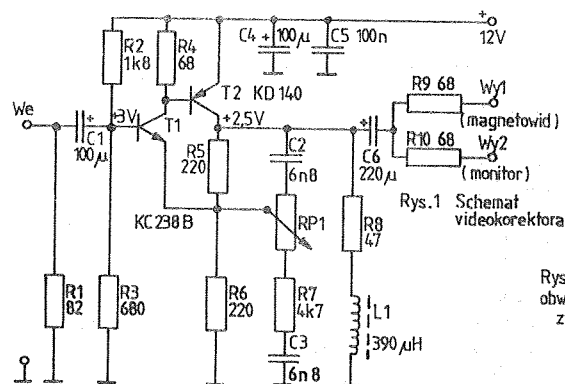 R2
1k8
R4
68
C4
+
100µ
C5
100n
+
12V
T2
KD 140
We
+
C1
100µ
+3V
T1
+2,5V
R5
220
C2
6n8
+
C6
220µ
R9 68
Wy1
(magnetowid)
R10 68
Wy2
(monitor)
KC 238 B
RP1
R8
47
Rys.1 Schemat
videokorektora
R1
82
R3
680
R6
220
R7
4k7
C3
6n8
L1
390µH
Rys
obw
z